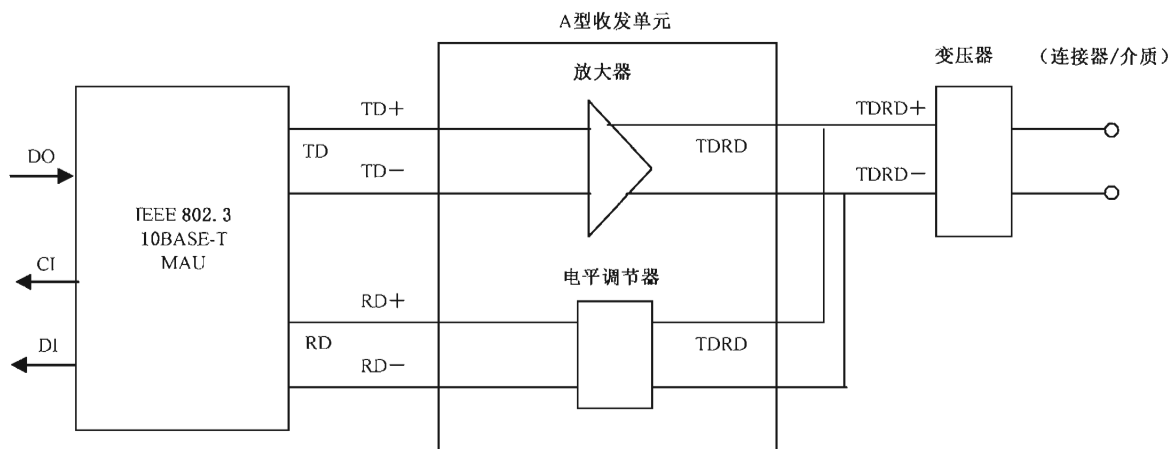 A型收发单元
放大器
变压器
(连接器/介质)
TD+
TDRD+
DO
TD
TDRD
TD-
TDRD-
IEEE 802.3
10BASE-T
MAU
CI
电平调节器
RD+
RD
TDRD
DI
RD-